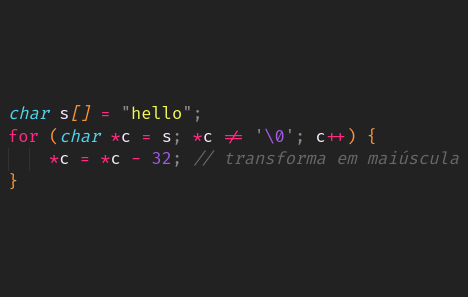 char s[] = "hello";
for (char *c = s; *c != '\0'; c++) {
*c = *c - 32; // transforma em maiúscula
}